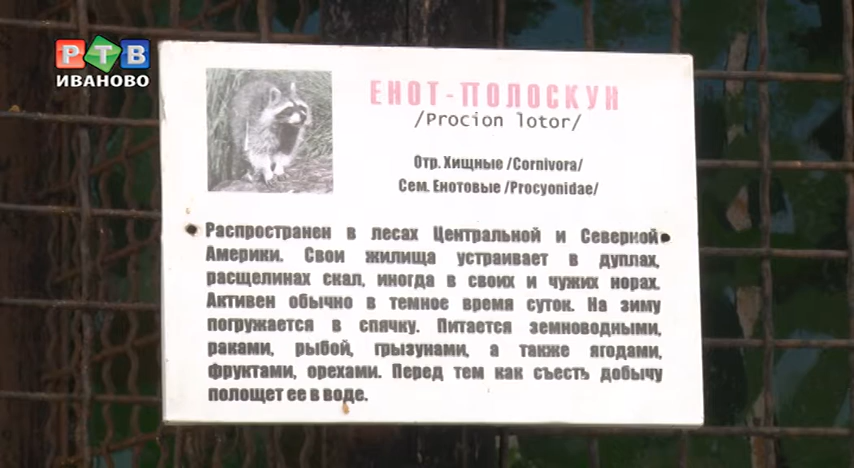 РТВ
ИВАНОВО
ЕНОТ-ПОЛОСКУН
/Procion lotor/
Отр. Хищные /Cornivora/
Сем. Енотовые /Procyonidae/
Распространен в лесах Центральной и Северной
Америки. Свои жилища устраивает в дуплах,
расщелинах скал, иногда в своих и чужих норах.
Активен обычно в темное время суток. На зиму
погружается в спячку. Питается земноводными,
раками, рыбой, грызунами, а также ягодами,
фруктами, орехами. Перед тем как съесть добычу
полощет ее в воде.